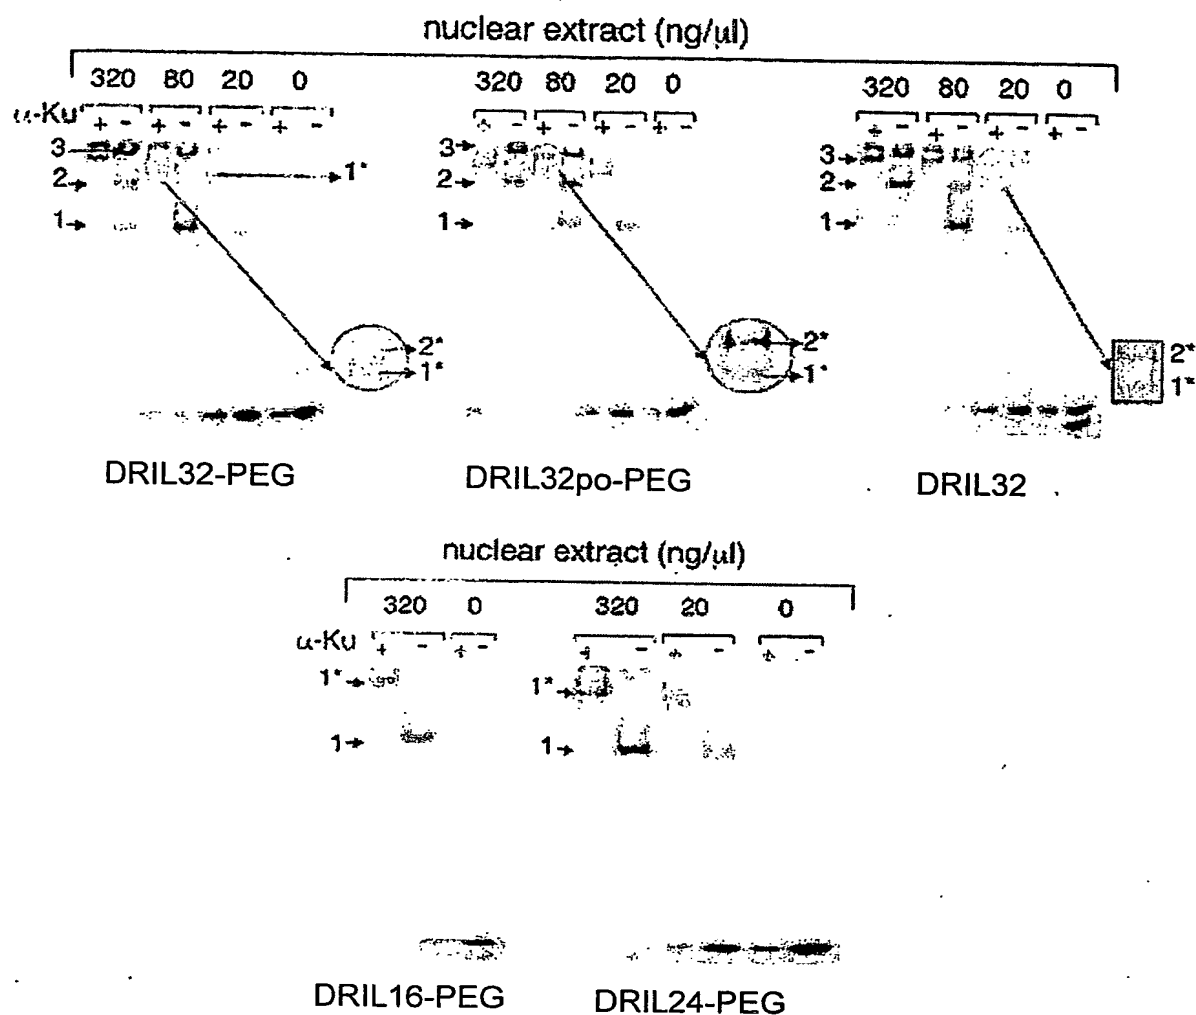 nuclear extract (ng/µl)
320 80 20 0 320 80 20 0 320 80 20 0
α-Ku + - + - + - + - + - + - + - + - + - + - + - + -
3 1* 3 3
2 2 2
1 1 1
2* 2* 2*
1* 1* 1*
DRIL32-PEG DRIL32po-PEG DRIL32
nuclear extract (ng/µl)
320 0 320 20 0
α-Ku + - + - + - + - + -
1* 1*
1 1
DRIL16-PEG DRIL24-PEG